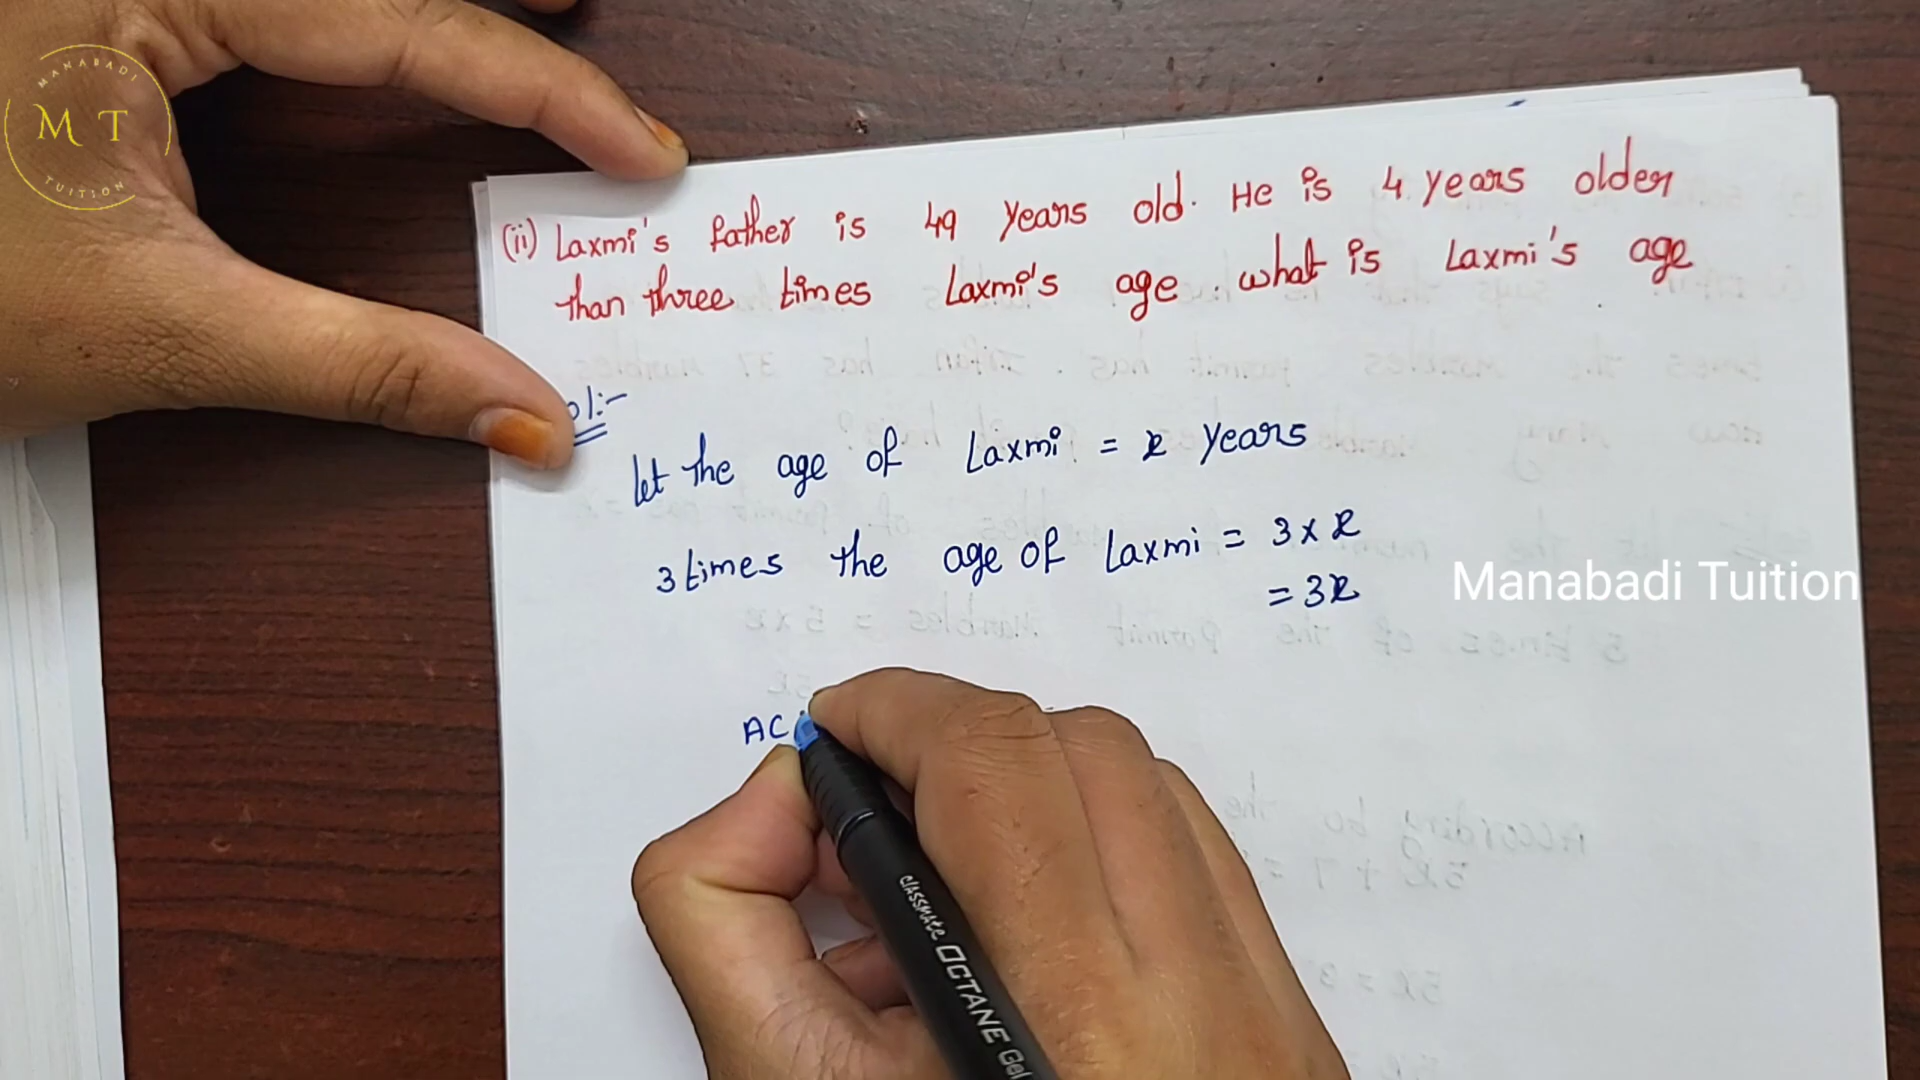 MANABADI
M T
TUITION
(ii) Laxmi's father is 49 years old. He is 4 years older
than three times Laxmi's age. what is Laxmi's age
ol:-
let the age of Laxmi = x years
3 times the age of Laxmi = 3 × x
= 3x
Manabadi Tuition
AC
CLASSMATE OCTANE Gel